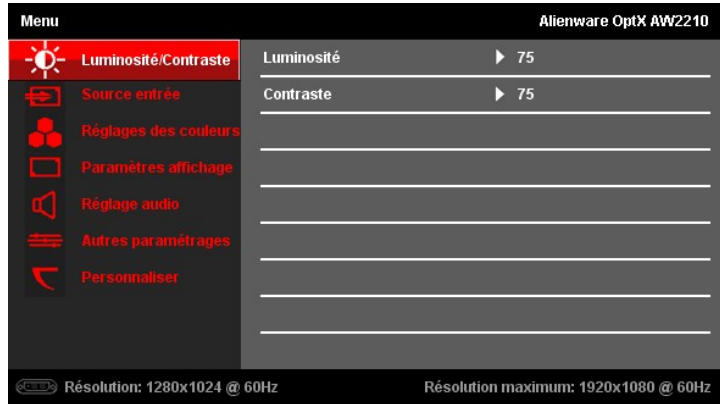 Menu Alienware OptX AW2210
Luminosité/Contraste Luminosité 75
Source entrée Contraste 75
Réglages des couleurs
Paramètres affichage
Réglage audio
Autres paramétrages
Personnaliser
Résolution: 1280x1024 @ 60Hz Résolution maximum: 1920x1080 @ 60Hz